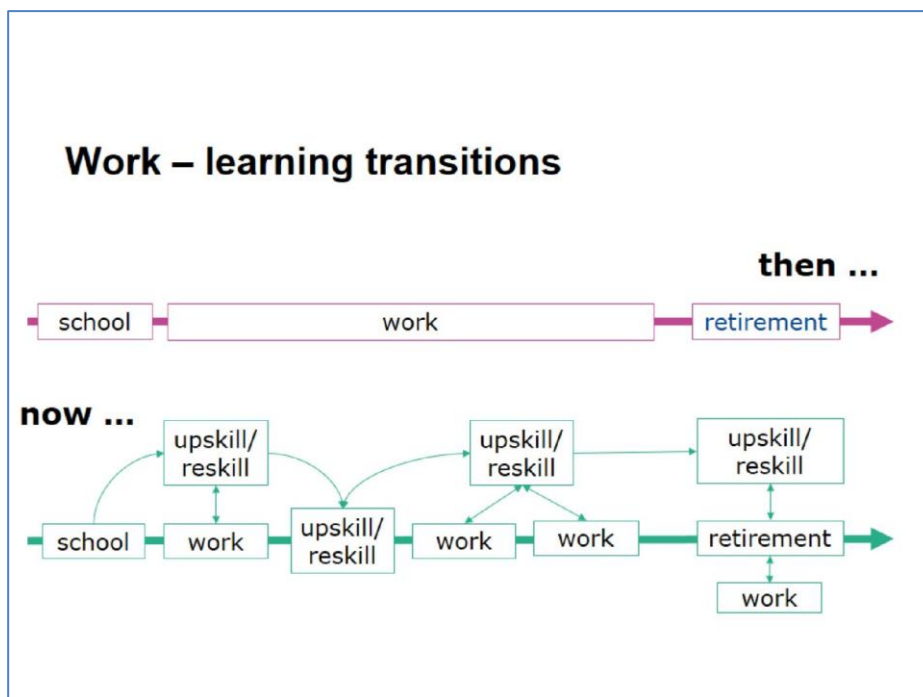 Work – learning transitions
then ...
school
work
retirement
now ...
upskill/
reskill
upskill/
reskill
upskill/
reskill
school
work
upskill/
reskill
work
work
retirement
work